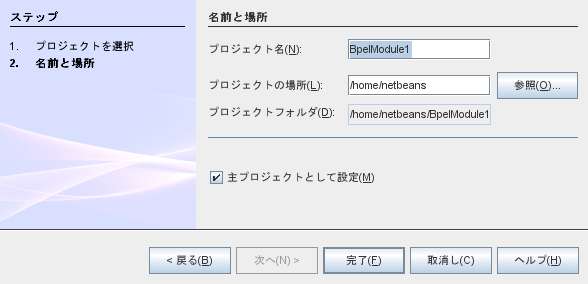 ステップ
1. プロジェクトを選択
2. 名前と場所
名前と場所
プロジェクト名(N): BpelModule1
プロジェクトの場所(L): /home/netbeans 参照(O)...
プロジェクトフォルダ(D): /home/netbeans/BpelModule1
主プロジェクトとして設定(M)
< 戻る(B) 次へ(N) > 完了(F) 取消し(C) ヘルプ(H)